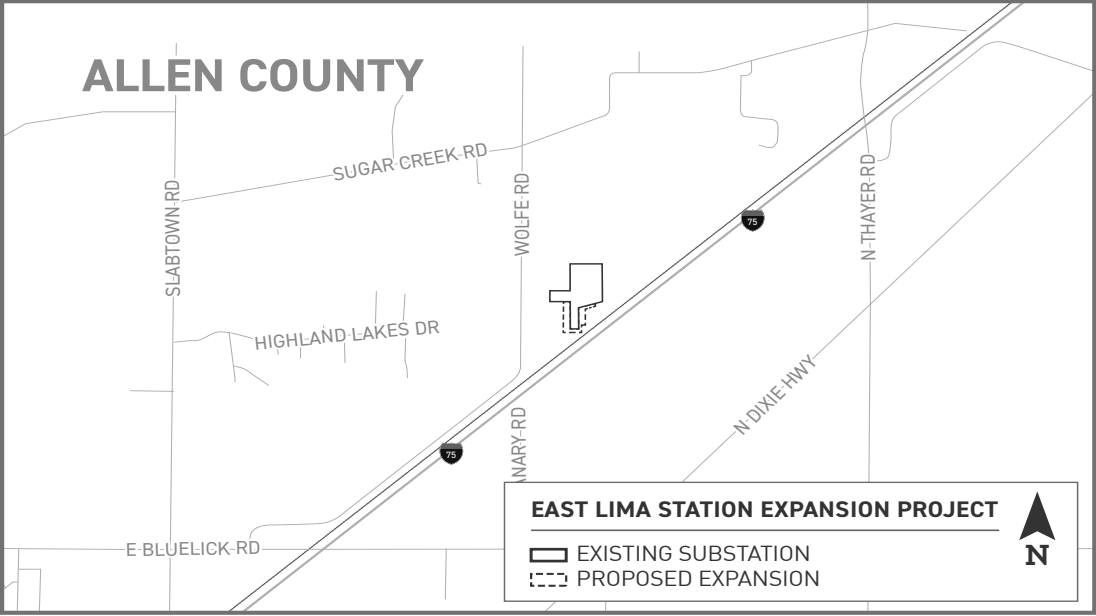 ALLEN COUNTY
SUGAR CREEK RD
SLABTOWN RD
WOLFE RD
N THAYER RD
75
HIGHLAND LAKES DR
N DIXIE HWY
75
E BLUELICK RD
EAST LIMA STATION EXPANSION PROJECT
EXISTING SUBSTATION
PROPOSED EXPANSION
N